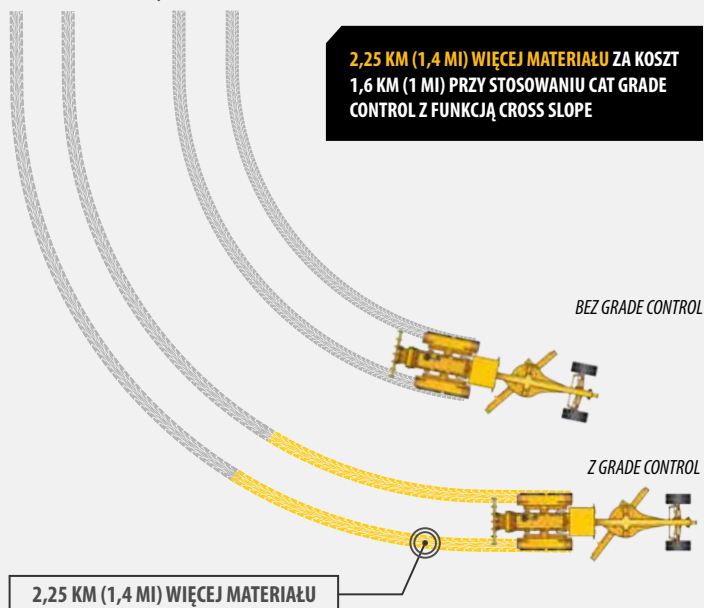 2,25 KM (1,4 MI) WIĘCEJ MATERIAŁU ZA KOSZT
1,6 KM (1 MI) PRZY STOSOWANIU CAT GRADE
CONTROL Z FUNKCJĄ CROSS SLOPE
BEZ GRADE CONTROL
Z GRADE CONTROL
2,25 KM (1,4 MI) WIĘCEJ MATERIAŁU